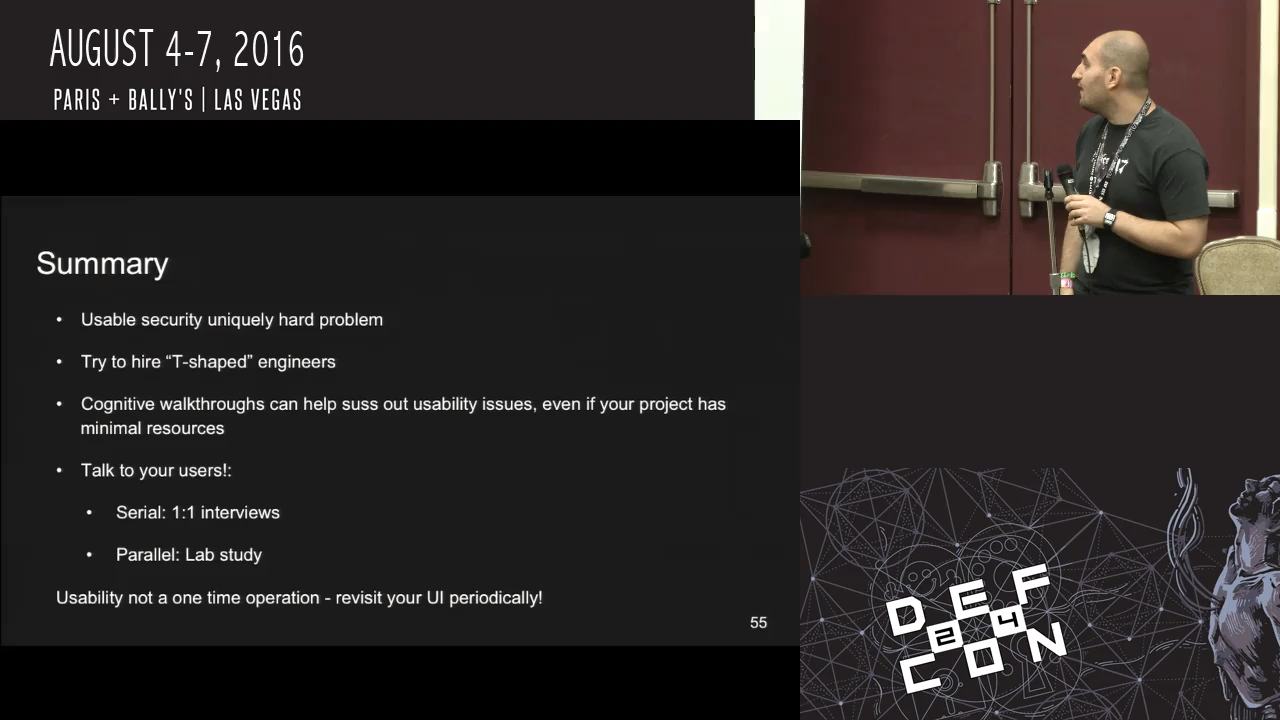 AUGUST 4-7, 2016
PARIS + BALLY'S | LAS VEGAS
Summary
• Usable security uniquely hard problem
• Try to hire “T-shaped” engineers
• Cognitive walkthroughs can help suss out usability issues, even if your project has
minimal resources
• Talk to your users!:
• Serial: 1:1 interviews
• Parallel: Lab study
Usability not a one time operation - revisit your UI periodically!
55
DEF
24
CON